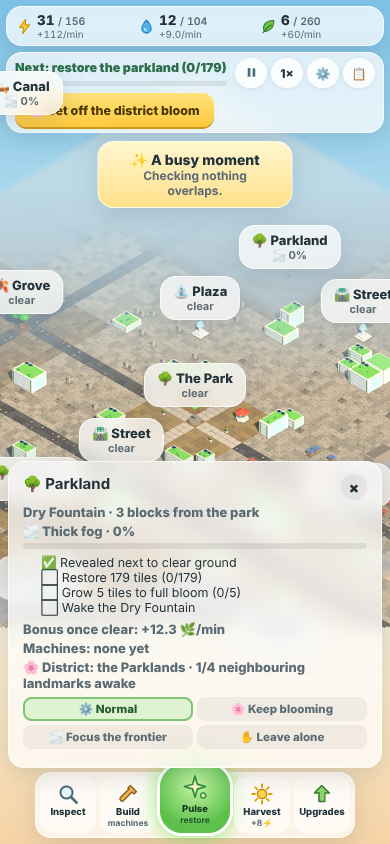 31 / 156
+112/min
12 / 104
+9.0/min
6 / 260
+60/min
Next: restore the parkland (0/179)
1×
Canal
0%
et off the district bloom
✨ A busy moment
Checking nothing
overlaps.
Parkland
0%
Grove
clear
Plaza
clear
Street
clear
The Park
clear
Street
clear
Parkland
×
Dry Fountain · 3 blocks from the park
Thick fog · 0%
✅ Revealed next to clear ground
Restore 179 tiles (0/179)
Grow 5 tiles to full bloom (0/5)
Wake the Dry Fountain
Bonus once clear: +12.3 🌿/min
Machines: none yet
🌸 District: the Parklands · 1/4 neighbouring
landmarks awake
Normal
Keep blooming
Focus the frontier
Leave alone
Inspect
Build
machines
Pulse
restore
Harvest
+8⚡
Upgrades